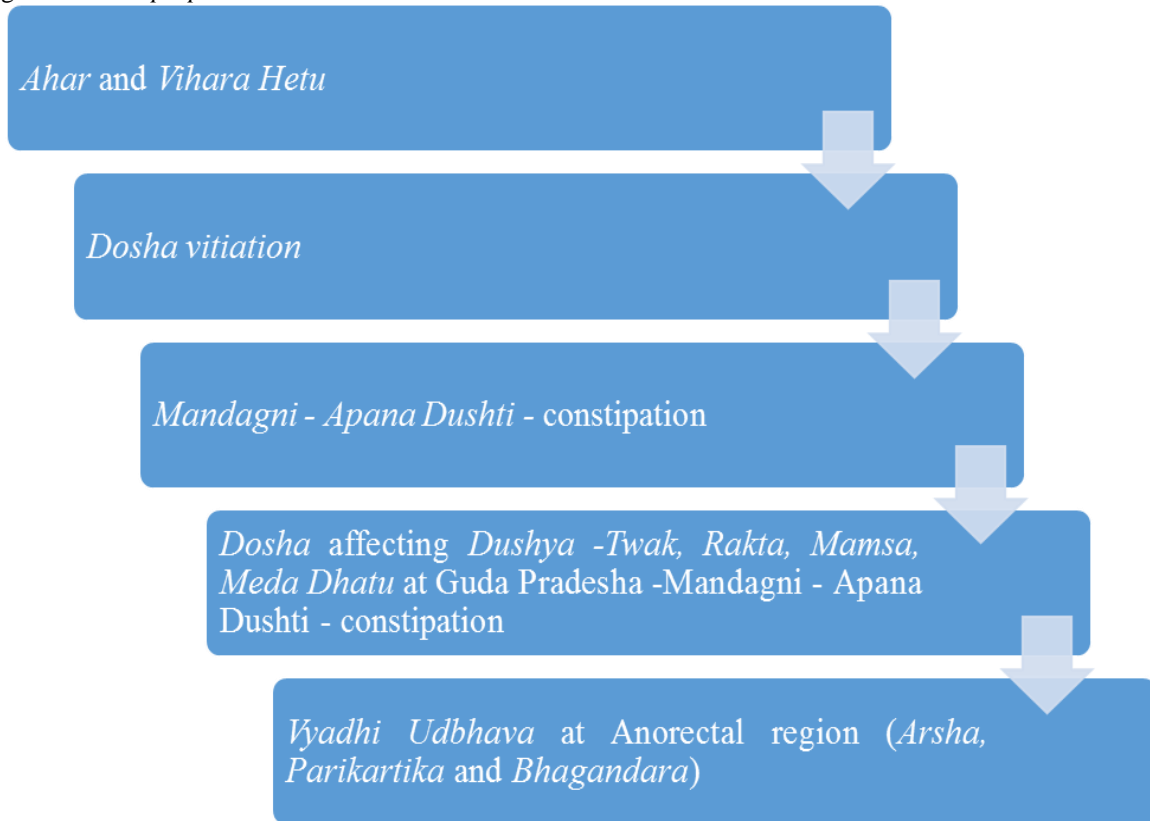 Ahar and Vihara Hetu
Dosha vitiation
Mandagni - Apana Dushti - constipation
Dosha affecting Dushya -Twak, Rakta, Mamsa,
Meda Dhatu at Guda Pradesha -Mandagni - Apana
Dushti - constipation
Vyadhi Udbhava at Anorectal region (Arsha,
Parikartika and Bhagandara)